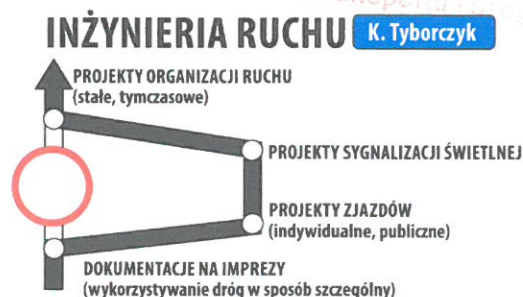 INŻYNIERIA RUCHU K. Tyborczyk
PROJEKTY ORGANIZACJI RUCHU
(stałe, tymczasowe)
PROJEKTY SYGNALIZACJI ŚWIETLNEJ
PROJEKTY ZJAZDÓW
(indywidualne, publiczne)
DOKUMENTACJE NA IMPREZY
(wykorzystywanie dróg w sposób szczególny)